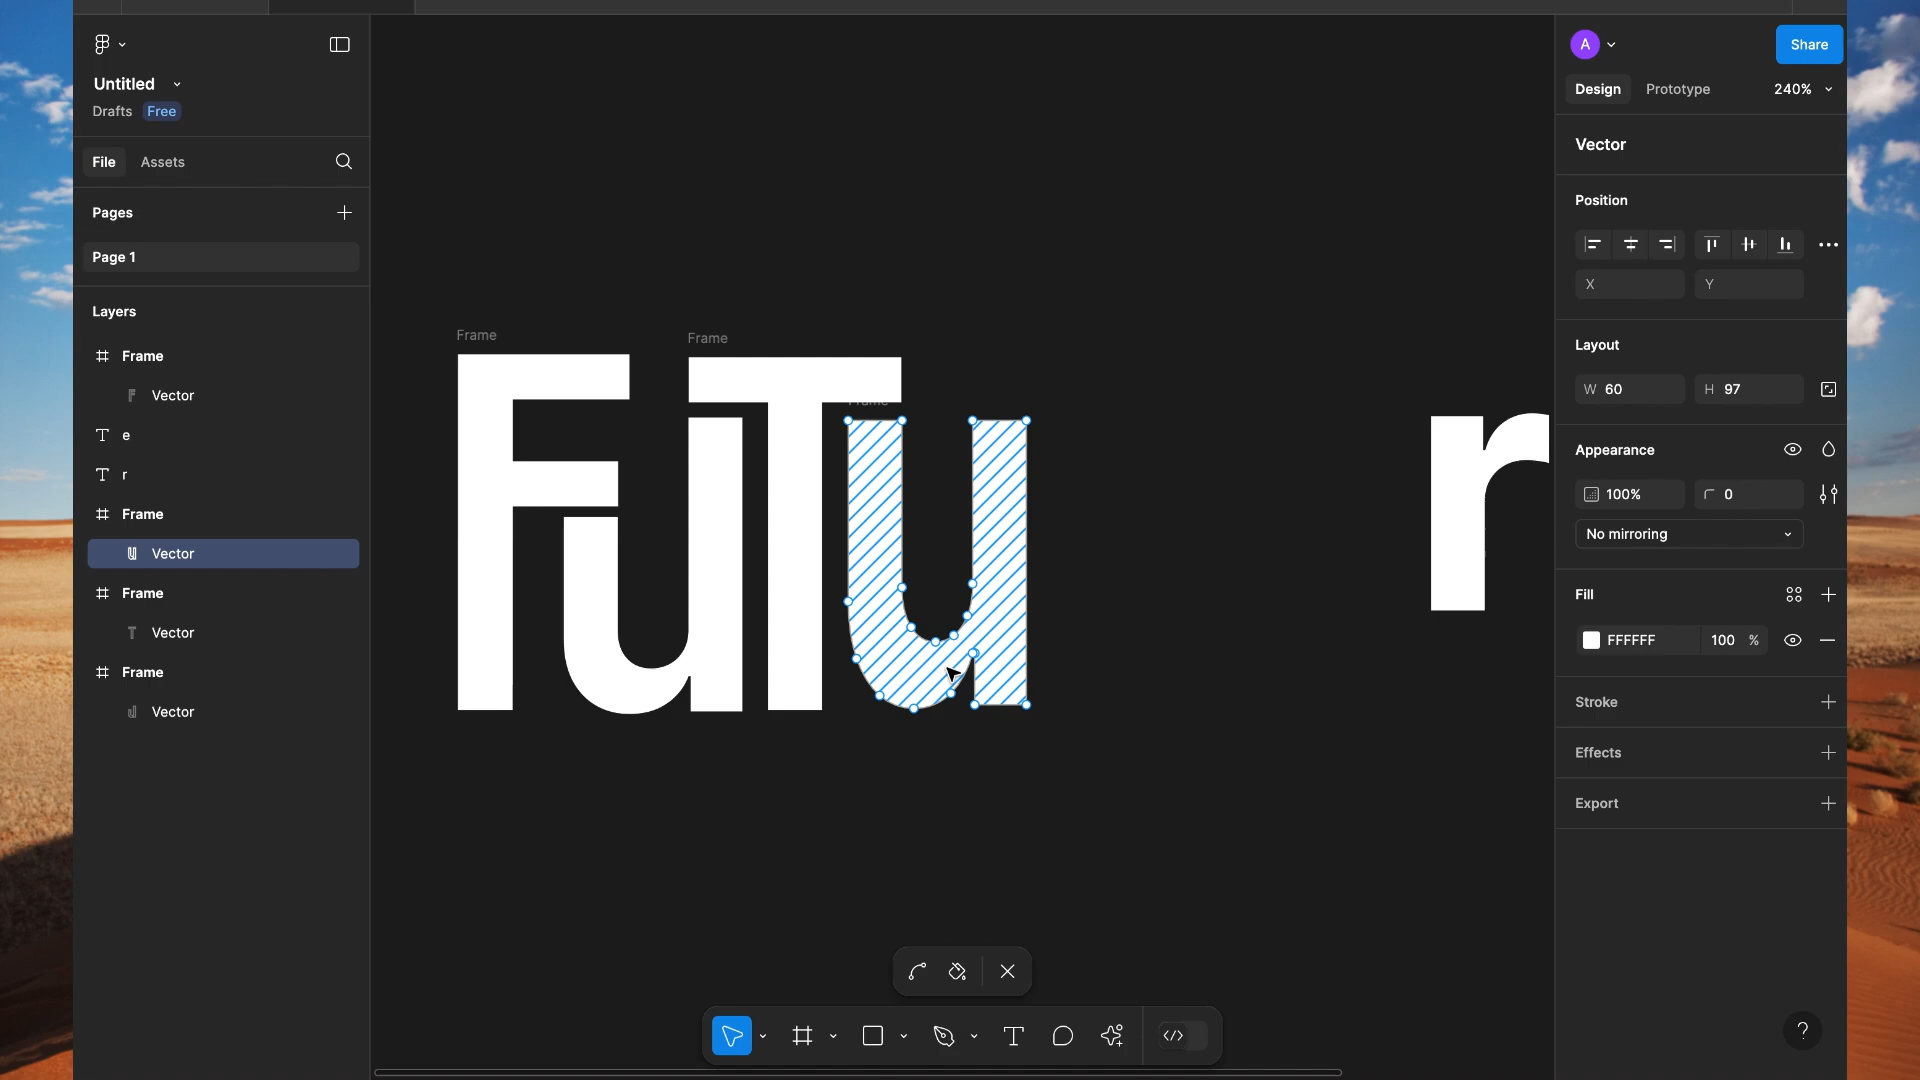 Untitled
Drafts Free
File Assets
Pages
Page 1
Layers
Frame
Vector
e
r
Frame
Vector
Frame
Vector
Frame
Vector
Frame
Frame
Frame
FuTu
r
A
Share
Design Prototype 240%
Vector
Position
X Y
Layout
W 60 H 97
Appearance
100% 0
No mirroring
Fill
FFFFFF 100 %
Stroke
Effects
Export
?